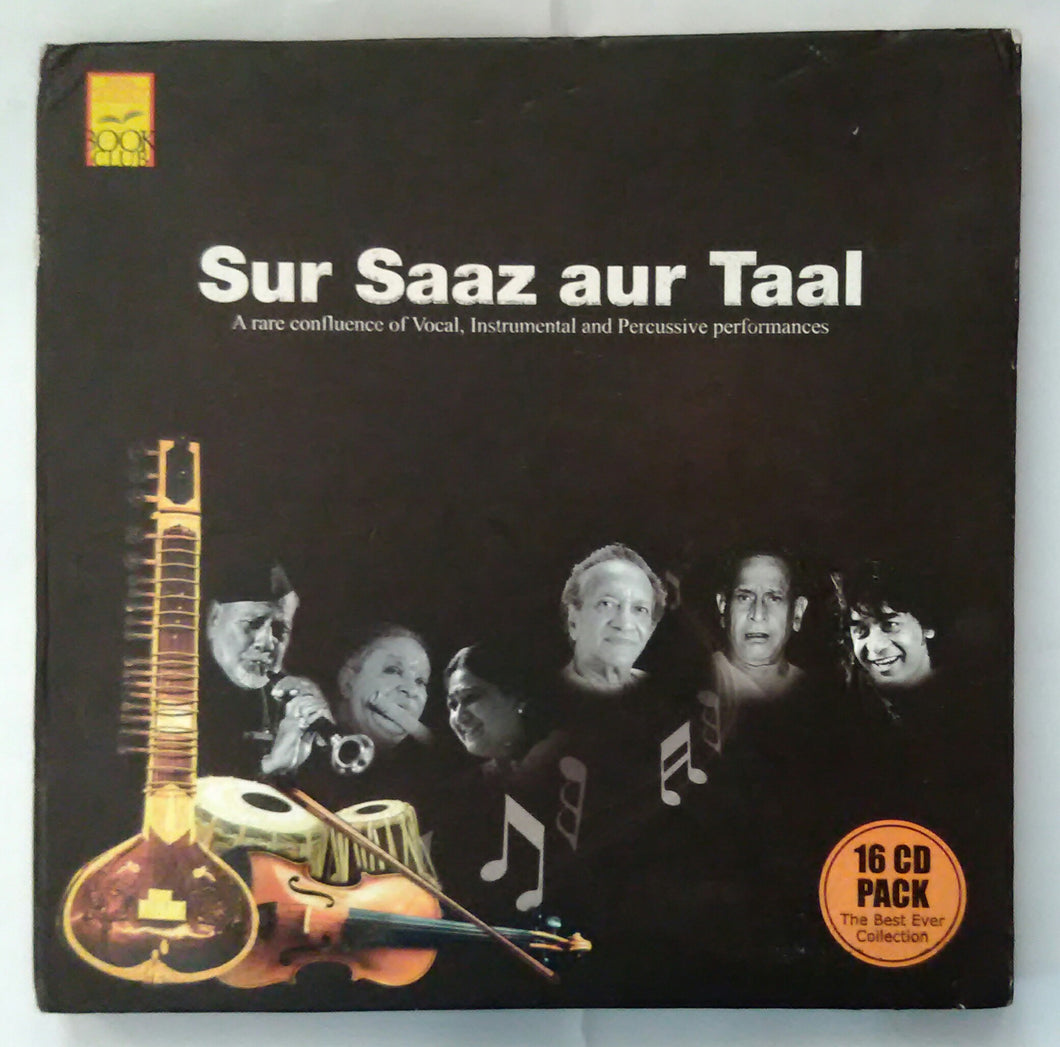 BOOK
CLUB
Sur Saaz aur Taal
A rare confluence of Vocal, Instrumental and Percussive performances
16 CD
PACK
The Best Ever
Collection